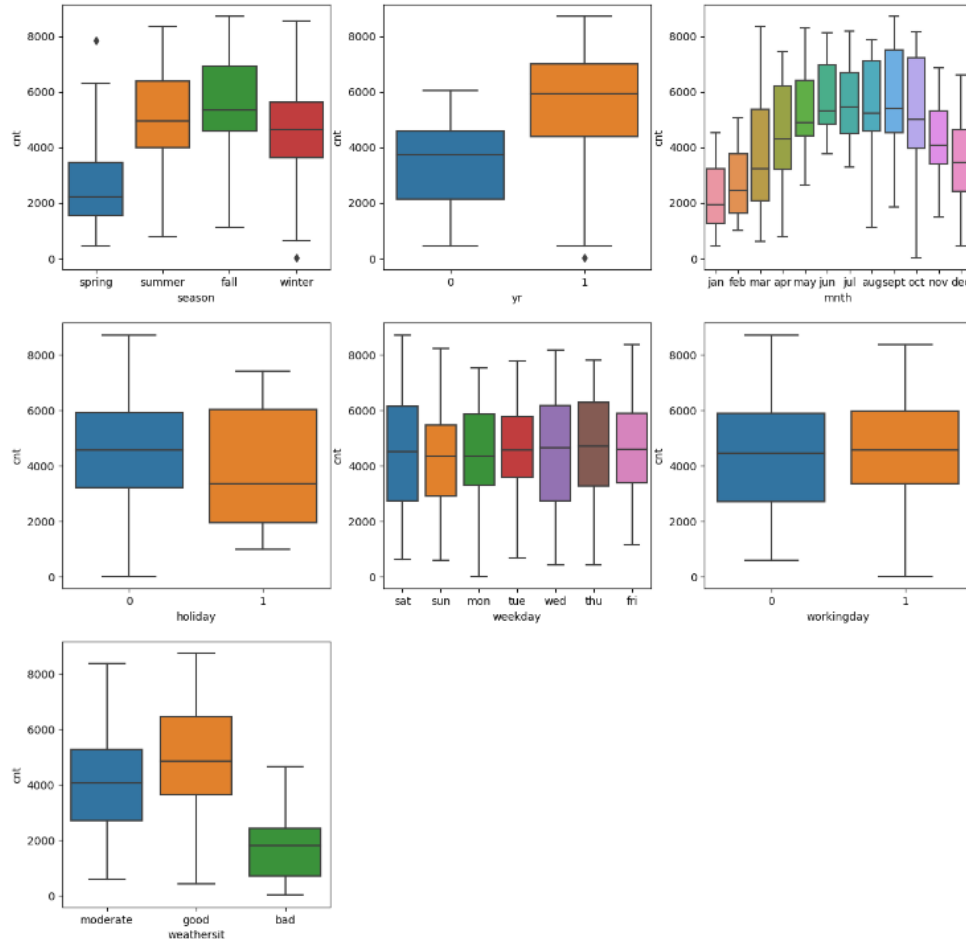 cnt
8000
6000
4000
2000
0
spring summer fall winter
season
cnt
8000
6000
4000
2000
0
0 1
yr
cnt
8000
6000
4000
2000
0
jan feb mar apr may jun jul aug sept oct nov dec
mnth
cnt
8000
6000
4000
2000
0
0 1
holiday
cnt
8000
6000
4000
2000
0
sat sun mon tue wed thu fri
weekday
cnt
8000
6000
4000
2000
0
0 1
workingday
cnt
8000
6000
4000
2000
0
moderate good bad
weathersit